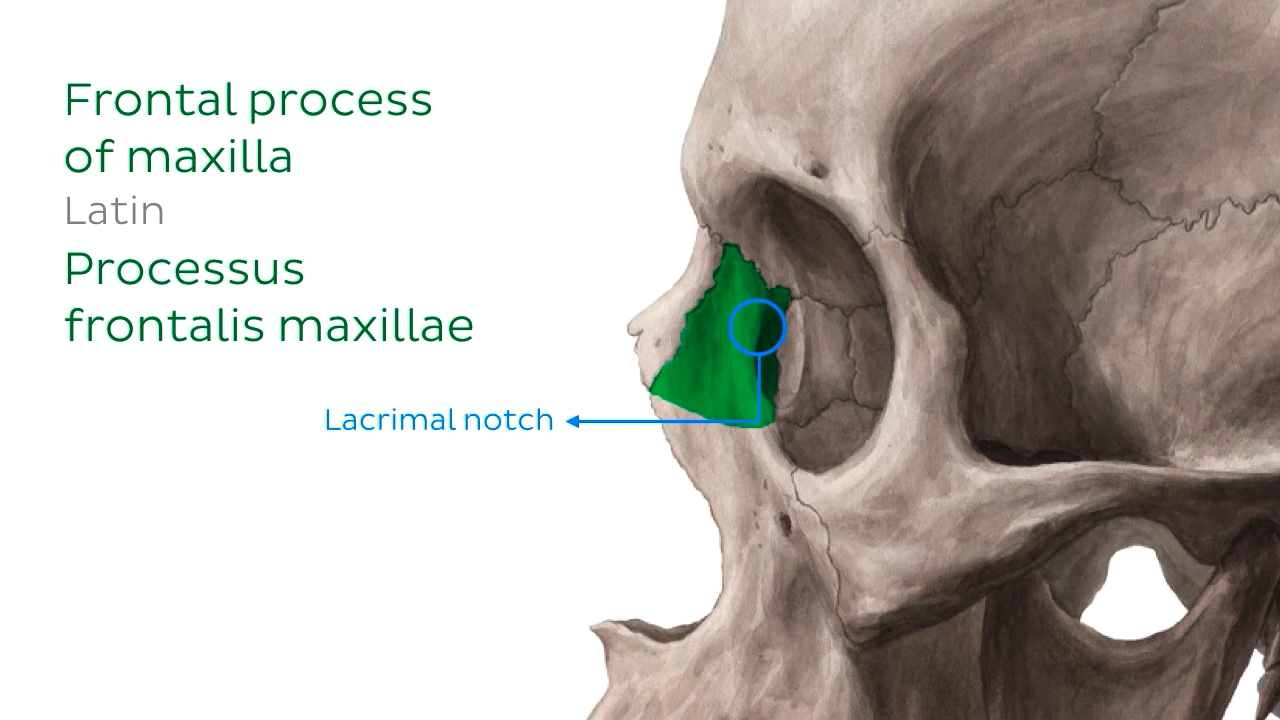 Frontal process
of maxilla
Latin
Processus
frontalis maxillae
Lacrimal notch